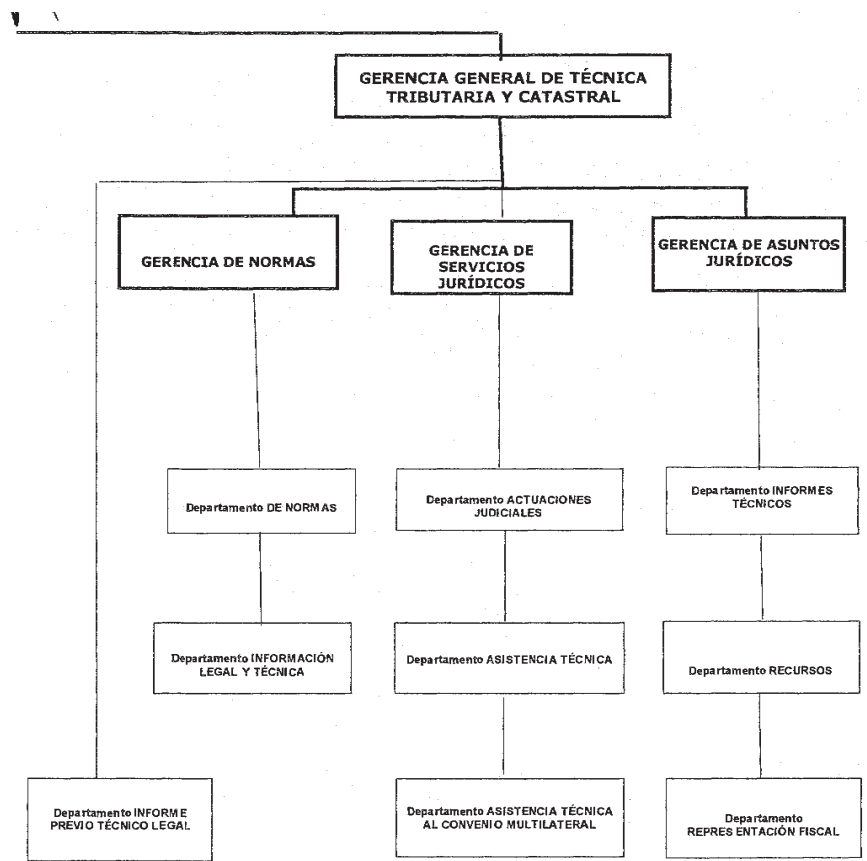 GERENCIA GENERAL DE TÉCNICA
TRIBUTARIA Y CATASTRAL
GERENCIA DE NORMAS
GERENCIA DE
SERVICIOS
JURÍDICOS
GERENCIA DE ASUNTOS
JURÍDICOS
Departamento DE NORMAS
Departamento ACTUACIONES
JUDICIALES
Departamento INFORMES
TÉCNICOS
Departamento INFORMACIÓN
LEGAL Y TÉCNICA
Departamento ASISTENCIA TÉCNICA
Departamento RECURSOS
Departamento INFORME
PREVIO TÉCNICO LEGAL
Departamento ASISTENCIA TÉCNICA
AL CONVENIO MULTILATERAL
Departamento
REPRES ENTACIÓN FISCAL